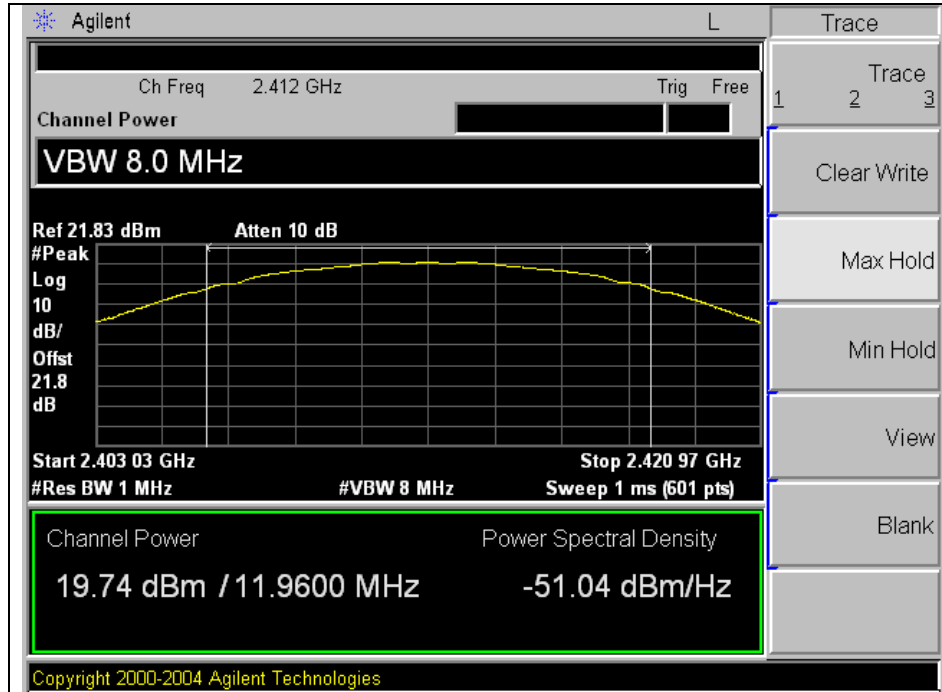 Agilent L
Ch Freq 2.412 GHz Trig Free
Channel Power
VBW 8.0 MHz
Ref 21.83 dBm Atten 10 dB
#Peak
Log
10
dB/
Offst
21.8
dB
Start 2.403 03 GHz Stop 2.420 97 GHz
#Res BW 1 MHz #VBW 8 MHz Sweep 1 ms (601 pts)
Channel Power Power Spectral Density
19.74 dBm / 11.9600 MHz -51.04 dBm/Hz
Copyright 2000-2004 Agilent Technologies
Trace
Trace
1 2 3
Clear Write
Max Hold
Min Hold
View
Blank